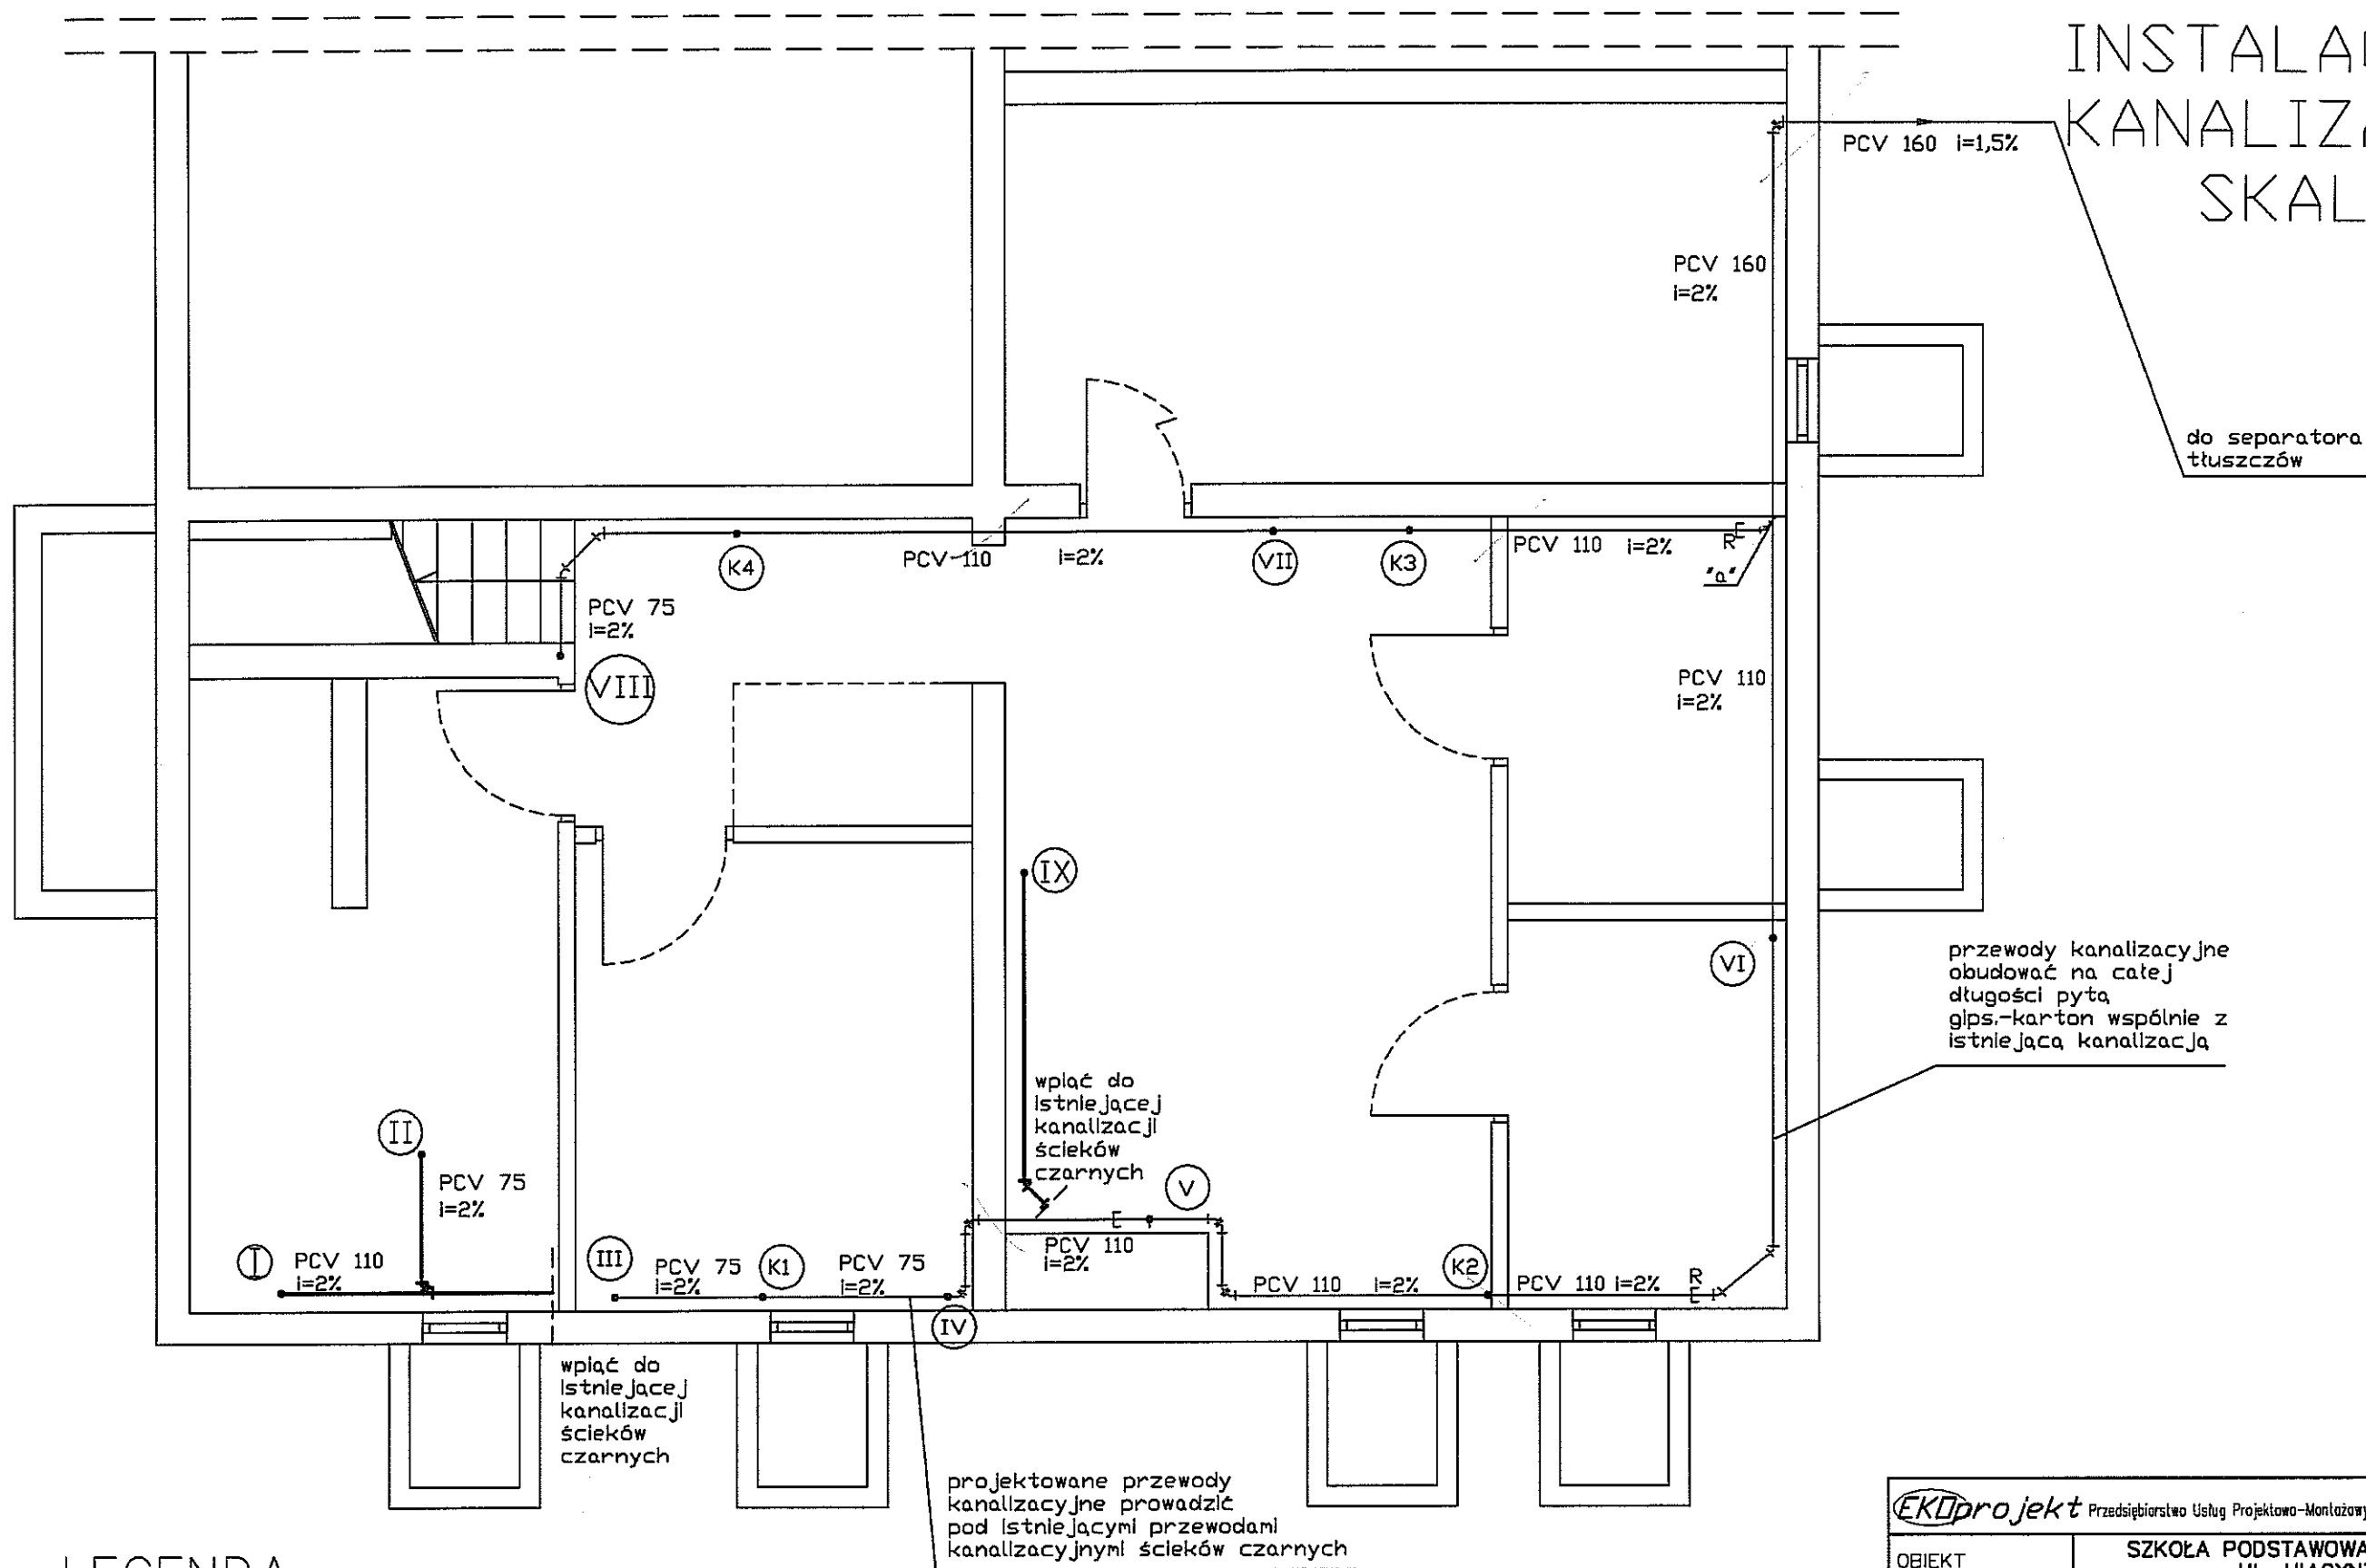 INSTALA
KANALIZA
SKAL
PCV 160 i=1,5%
PCV 160
i=2%
do separatora
tłuszczów
K4
PCV 110 i=2%
VII
K3
PCV 110 i=2%
R
"a"
PCV 75
i=2%
VIII
PCV 110
i=2%
IX
VI
przewody kanalizacyjne
obudować na całej
długości pytą
gips.-karton wspólnie z
istniejącą kanalizacją
wpiąć do
istniejącej
kanalizacji
ścieków
czarnych
II
PCV 75
i=2%
V
I
PCV 110
i=2%
III
PCV 75
i=2%
K1
PCV 75
i=2%
PCV 110
i=2%
IV
PCV 110 i=2%
K2
PCV 110 i=2%
R
wpiąć do
istniejącej
kanalizacji
ścieków
czarnych
projektowane przewody
kanalizacyjne prowadzić
pod istniejącymi przewodami
kanalizacyjnymi ścieków czarnych
LEGENDA
EKOprojekt Przedsiębiorstwo Usług Projektowo-Montażowy
OBIEKT
SZKOŁA PODSTAWOWA